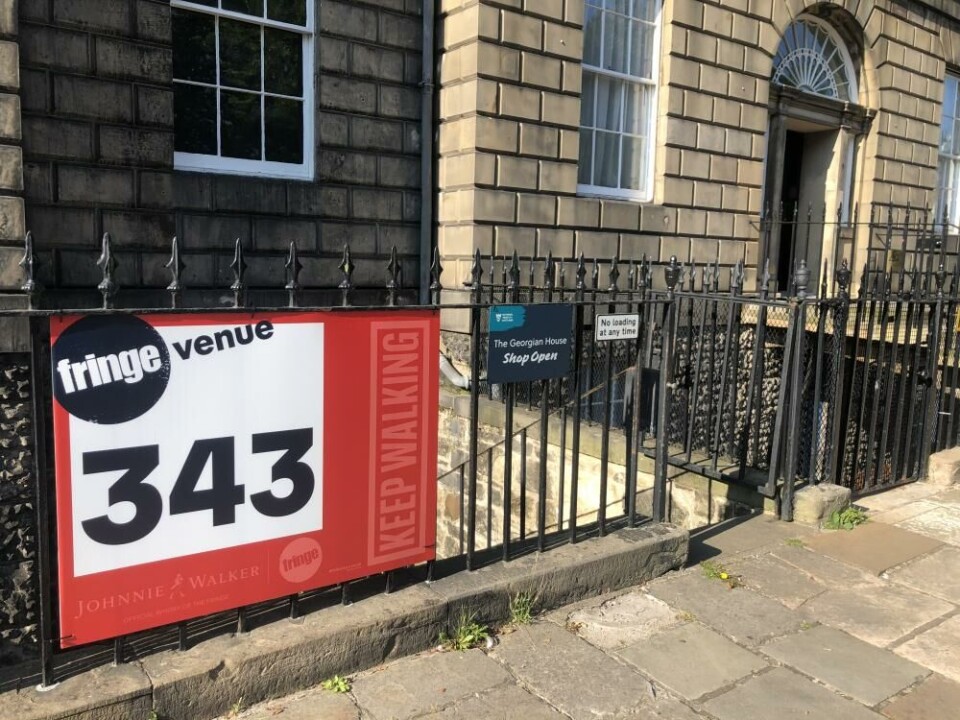 fringe
venue
343
KEEP WALKING
JOHNNIE WALKER
fringe
The Georgian House
Shop Open
No loading
at any time